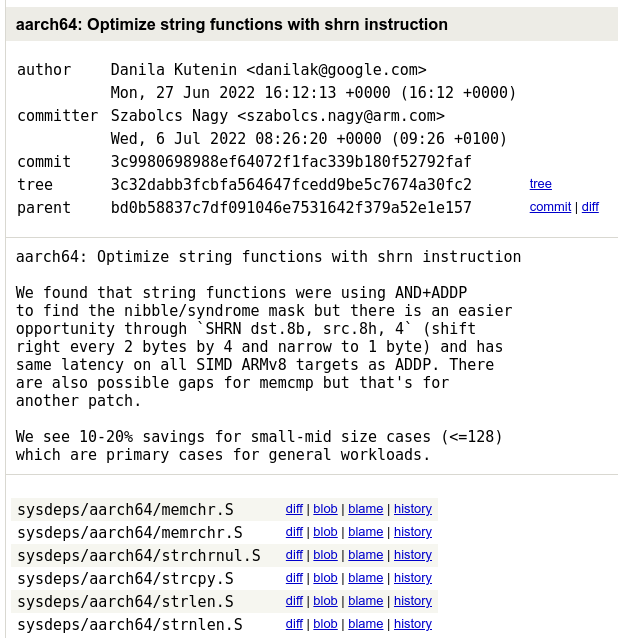 aarch64: Optimize string functions with shrn instruction
author Danila Kutenin <danilak@google.com>
Mon, 27 Jun 2022 16:12:13 +0000 (16:12 +0000)
committer Szabolcs Nagy <szabolcs.nagy@arm.com>
Wed, 6 Jul 2022 08:26:20 +0000 (09:26 +0100)
commit 3c9980698988ef64072f1fac339b180f52792faf
tree 3c32dabb3fcbfa564647fcedd9be5c7674a30fc2 tree
parent bd0b58837c7df091046e7531642f379a52e1e157 commit | diff
aarch64: Optimize string functions with shrn instruction
We found that string functions were using AND+ADDP
to find the nibble/syndrome mask but there is an easier
opportunity through `SHRN dst.8b, src.8h, 4` (shift
right every 2 bytes by 4 and narrow to 1 byte) and has
same latency on all SIMD ARMv8 targets as ADDP. There
are also possible gaps for memcmp but that's for
another patch.
We see 10-20% savings for small-mid size cases (<=128)
which are primary cases for general workloads.
sysdeps/aarch64/memchr.S diff | blob | blame | history
sysdeps/aarch64/memrchr.S diff | blob | blame | history
sysdeps/aarch64/strchrnul.S diff | blob | blame | history
sysdeps/aarch64/strcpy.S diff | blob | blame | history
sysdeps/aarch64/strlen.S diff | blob | blame | history
sysdeps/aarch64/strnlen.S diff | blob | blame | history